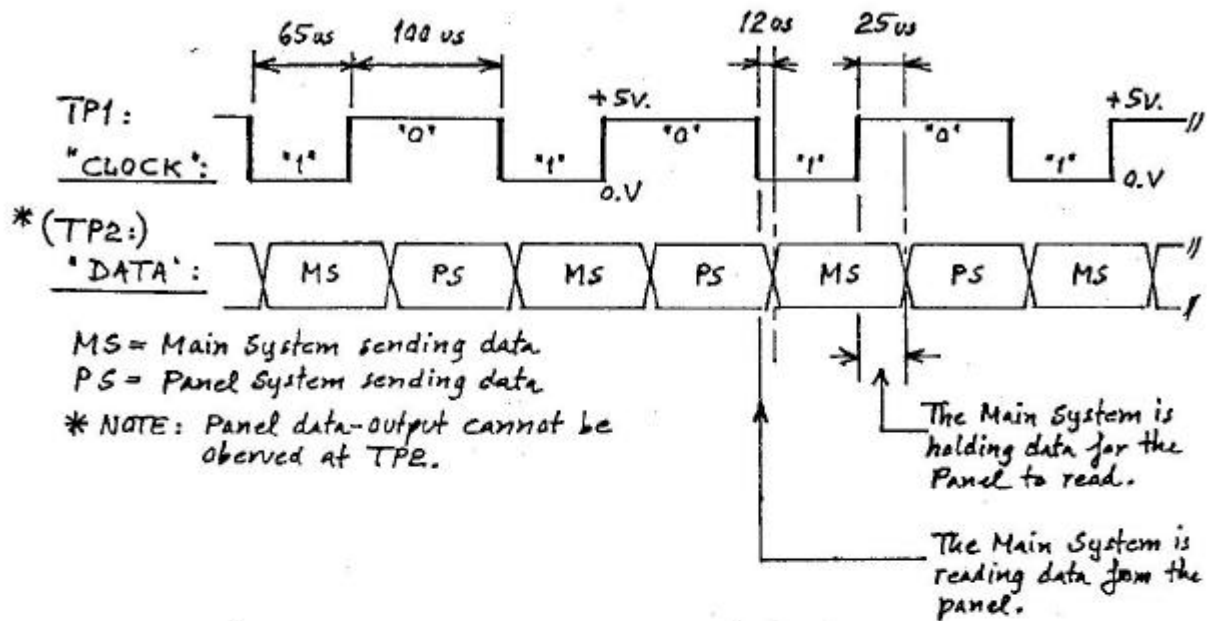 65us 100 us 12us 25us
TP1: +5V. +5V.
"0" "0" "0"
"CLOCK": "1" "1" "1" "1"
0.V 0.V
* (TP2:)
"DATA": MS PS MS PS MS PS MS
MS = Main System sending data
PS = Panel System sending data
* NOTE: Panel data-output cannot be
oberved at TP2.
The Main System is
holding data for the
Panel to read.
The Main System is
reading data from the
panel.